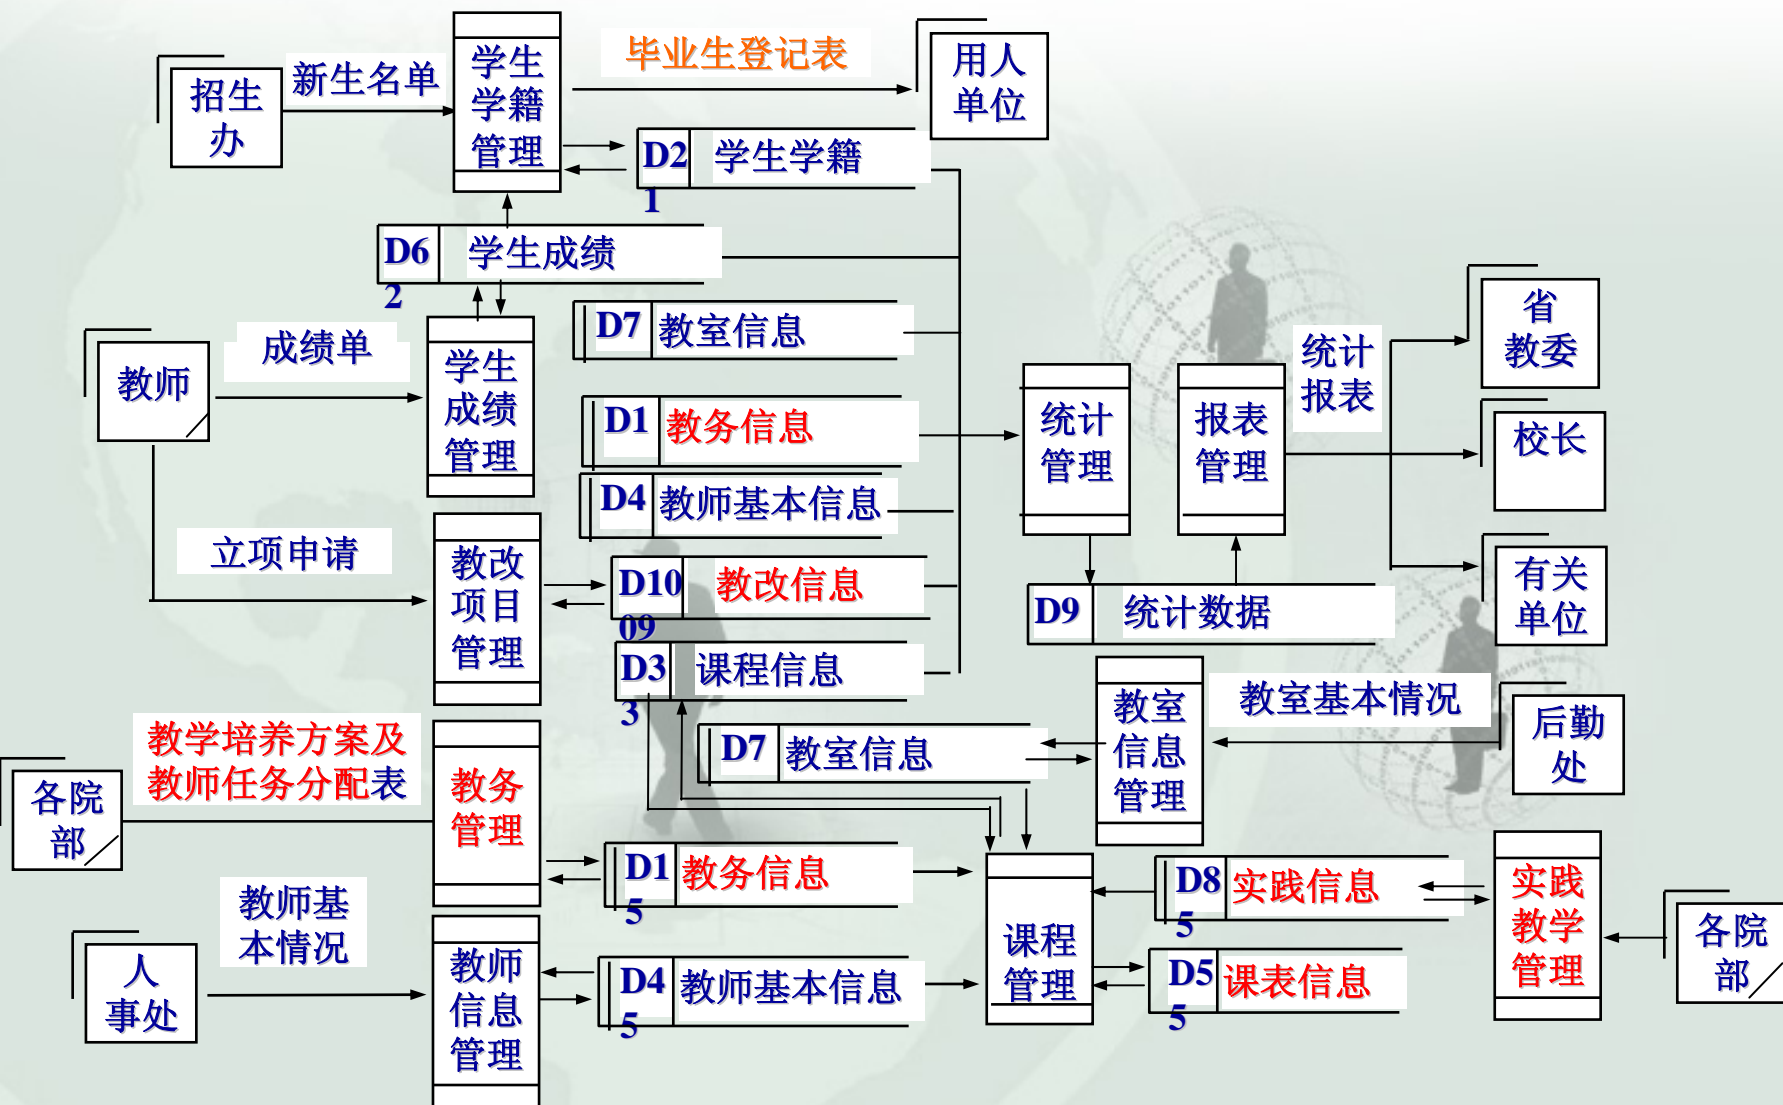 学生
学籍
管理
毕业生登记表
用人
单位
新生名单
招生
办
D2
1
学生学籍
D6
2
学生成绩
D7
教室信息
成绩单
教师
学生
成绩
管理
D1
教务信息
D4
教师基本信息
统计
管理
报表
管理
统计
报表
省
教委
校长
有关
单位
立项申请
教改
项目
管理
D10
09
教改信息
D9
统计数据
D3
3
课程信息
教室
信息
管理
教室基本情况
后勤
处
D7
教室信息
教学培养方案及
教师任务分配表
各院
部
教务
管理
D1
5
教务信息
教师基
本情况
人
事处
教师
信息
管理
D4
5
教师基本信息
课程
管理
D8
5
实践信息
D5
5
课表信息
实践
教学
管理
各院
部